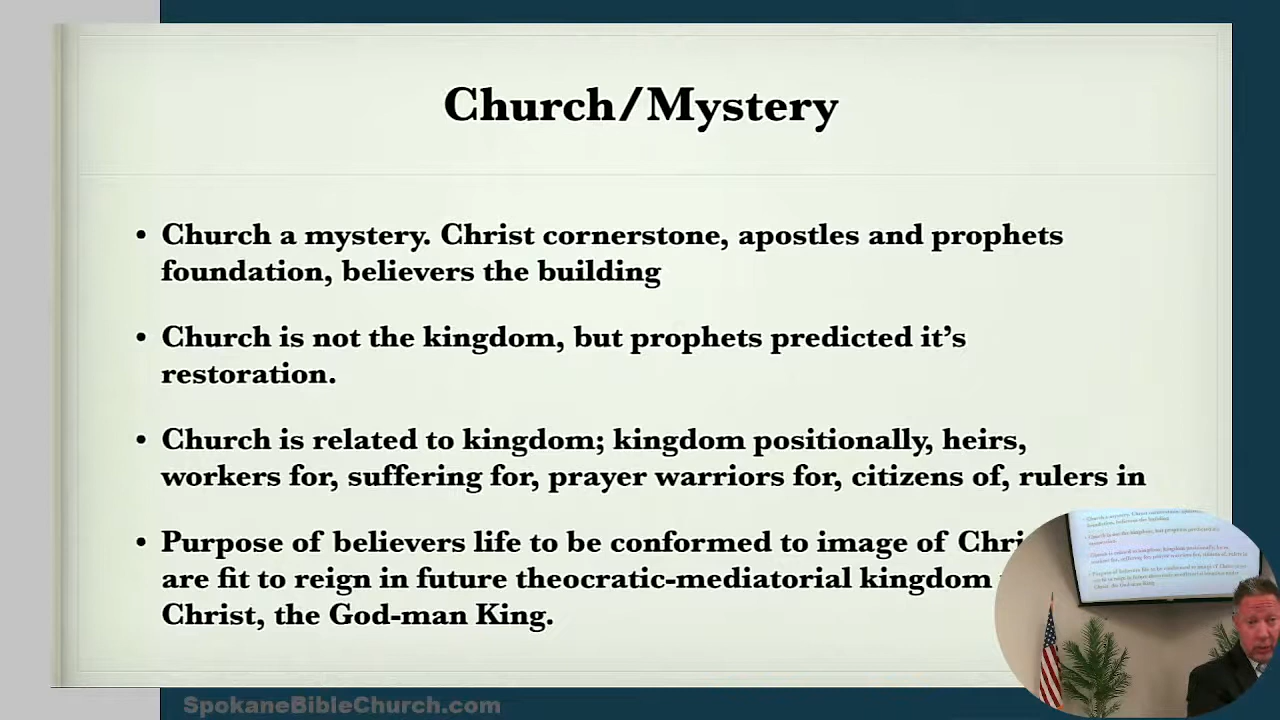 Church/Mystery
• Church a mystery. Christ cornerstone, apostles and prophets
foundation, believers the building
• Church is not the kingdom, but prophets predicted it’s
restoration.
• Church is related to kingdom; kingdom positionally, heirs,
workers for, suffering for, prayer warriors for, citizens of, rulers in
• Purpose of believers life to be conformed to image of
are fit to reign in future theocratic-mediatorial kingdom
Christ, the God-man King.
SpokaneBibleChurch.com